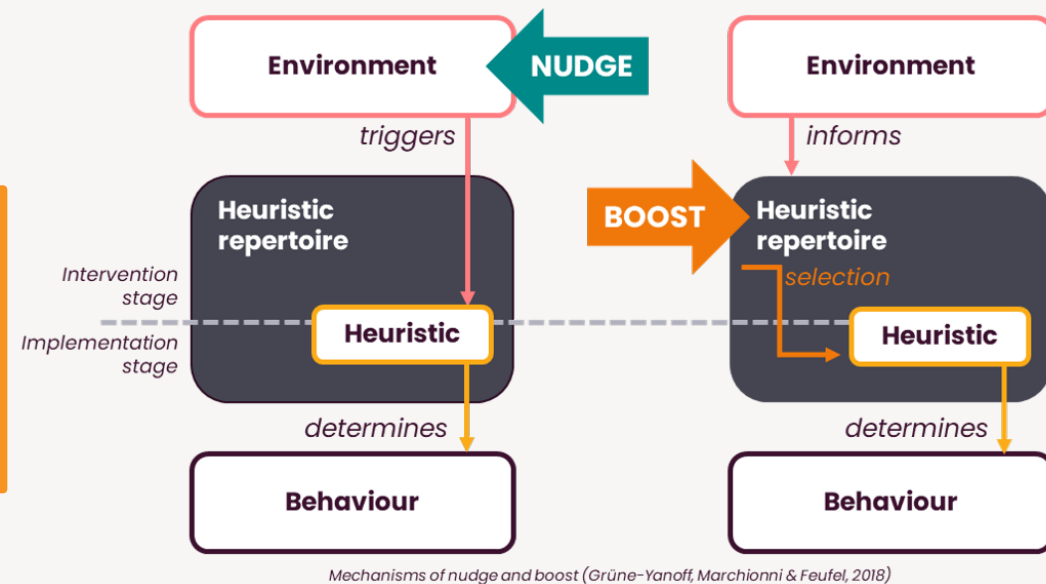 Environment
NUDGE
triggers
Heuristic
repertoire
Intervention
stage
Implementation
stage
Heuristic
determines
Behaviour
Environment
informs
BOOST
Heuristic
repertoire
selection
Heuristic
determines
Behaviour
Mechanisms of nudge and boost (Grüne-Yanoff, Marchionni & Feufel, 2018)